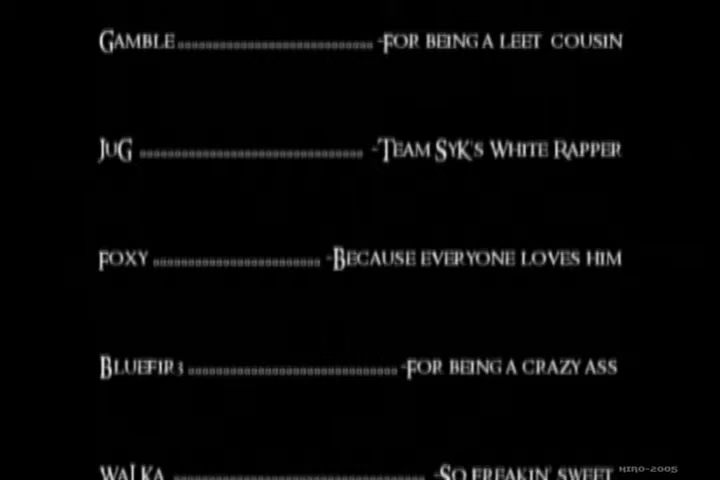 Gamble............................-For being a leet cousin
JuG ................................ -Team SyK's White Rapper
Foxy ........................ -Because everyone loves him
Bluefir3 ..............................-For being a crazy ass
Walka .................................... -So freakin' sweet
Hiro-2005